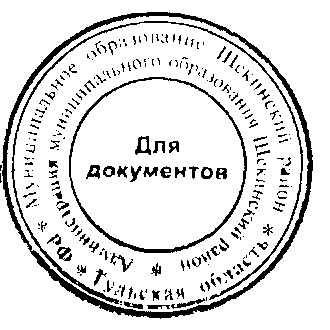 * РФ * Муниципальное образование Щекинский район * Тульская область
* Администрация муниципального образования Щекинский район
Для
документов